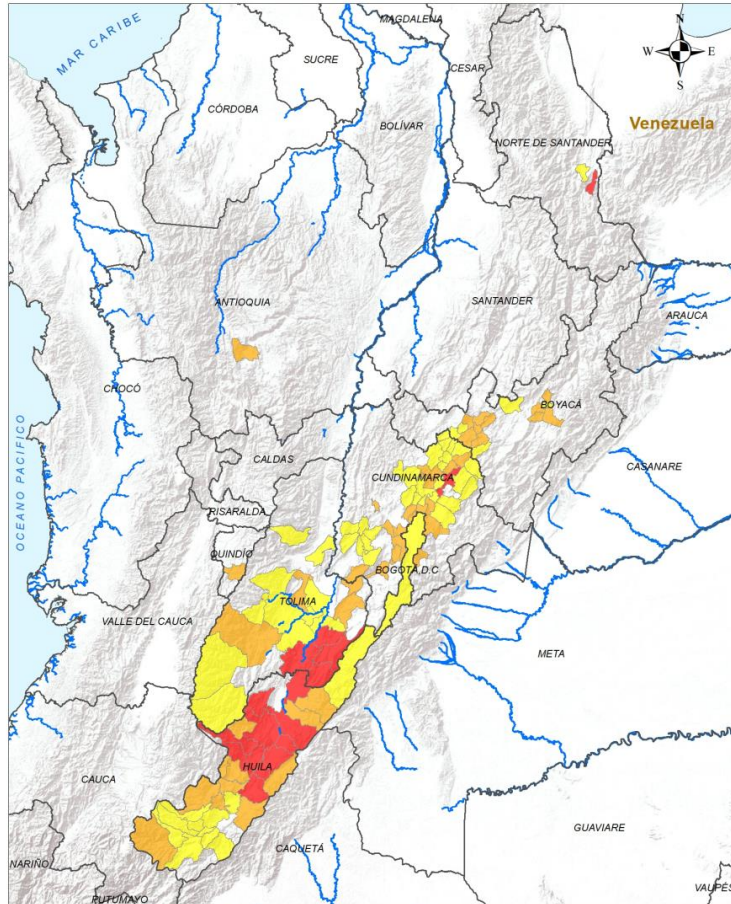 MAGDALENA
N
MAR CARIBE
SUCRE
CESAR
W
E
S
CÓRDOBA
BOLÍVAR
Venezuela
NORTE DE SANTANDER
ANTIOQUIA
SANTANDER
ARAUCA
CHOCÓ
BOYACÁ
OCEANO PACIFICO
CALDAS
CUNDINAMARCA
CASANARE
RISARALDA
QUINDÍO
BOGOTÁ D.C
TOLIMA
VALLE DEL CAUCA
META
HUILA
CAUCA
GUAVIARE
CAQUETÁ
NARIÑO
PUTUMAYO
VAUPÉS